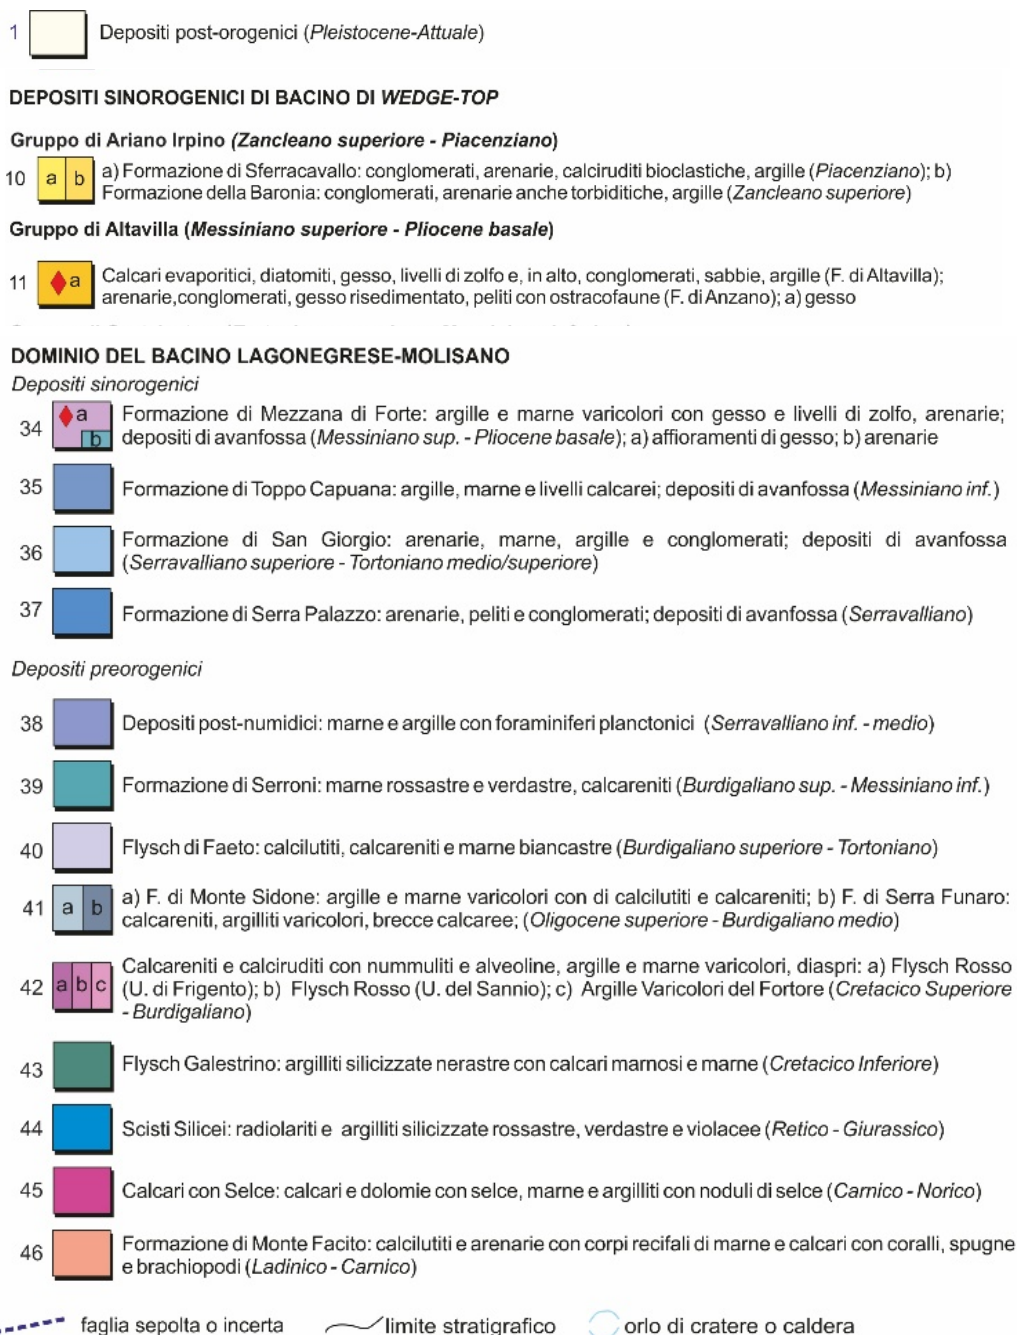 1 Depositi post-orogenici (Pleistocene-Attuale)
DEPOSITI SINOROGENICI DI BACINO DI WEDGE-TOP
Gruppo di Ariano Irpino (Zancleano superiore - Piacenziano)
10 a b a) Formazione di Sferracavallo: conglomerati, arenarie, calciruditi bioclastiche, argille (Piacenziano); b)
Formazione della Baronia: conglomerati, arenarie anche torbiditiche, argille (Zancleano superiore)
Gruppo di Altavilla (Messiniano superiore - Pliocene basale)
11 a Calcari evaporitici, diatomiti, gesso, livelli di zolfo e, in alto, conglomerati, sabbie, argille (F. di Altavilla);
arenarie,conglomerati, gesso risedimentato, peliti con ostracofaune (F. di Anzano); a) gesso
DOMINIO DEL BACINO LAGONEGRESE-MOLISANO
Depositi sinorogenici
34 a b Formazione di Mezzana di Forte: argille e marne varicolori con gesso e livelli di zolfo, arenarie;
depositi di avanfossa (Messiniano sup. - Pliocene basale); a) affioramenti di gesso; b) arenarie
35 Formazione di Toppo Capuana: argille, marne e livelli calcarei; depositi di avanfossa (Messiniano inf.)
36 Formazione di San Giorgio: arenarie, marne, argille e conglomerati; depositi di avanfossa
(Serravalliano superiore - Tortoniano medio/superiore)
37 Formazione di Serra Palazzo: arenarie, peliti e conglomerati; depositi di avanfossa (Serravalliano)
Depositi preorogenici
38 Depositi post-numidici: marne e argille con foraminiferi planctonici (Serravalliano inf. - medio)
39 Formazione di Serroni: marne rossastre e verdastre, calcareniti (Burdigaliano sup. - Messiniano inf.)
40 Flysch di Faeto: calcilutiti, calcareniti e marne biancastre (Burdigaliano superiore - Tortoniano)
41 a b a) F. di Monte Sidone: argille e marne varicolori con di calcilutiti e calcareniti; b) F. di Serra Funaro:
calcareniti, argilliti varicolori, brecce calcaree; (Oligocene superiore - Burdigaliano medio)
42 a b c Calcareniti e calciruditi con nummuliti e alveoline, argille e marne varicolori, diaspri: a) Flysch Rosso
(U. di Frigento); b) Flysch Rosso (U. del Sannio); c) Argille Varicolori del Fortore (Cretacico Superiore
- Burdigaliano)
43 Flysch Galestrino: argilliti silicizzate nerastre con calcari marnosi e marne (Cretacico Inferiore)
44 Scisti Silicei: radiolariti e argilliti silicizzate rossastre, verdastre e violacee (Retico - Giurassico)
45 Calcari con Selce: calcari e dolomie con selce, marne e argilliti con noduli di selce (Carnico - Norico)
46 Formazione di Monte Facito: calcilutiti e arenarie con corpi recifali di marne e calcari con coralli, spugne
e brachiopodi (Ladinico - Carnico)
faglia sepolta o incerta limite stratigrafico orlo di cratere o caldera